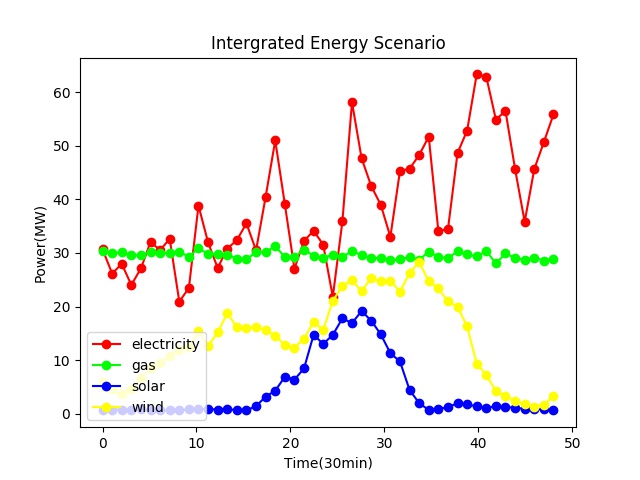 Intergrated Energy Scenario
Power(MW)
60
50
40
30
20
10
0
electricity
gas
solar
wind
0 10 20 30 40 50
Time(30min)